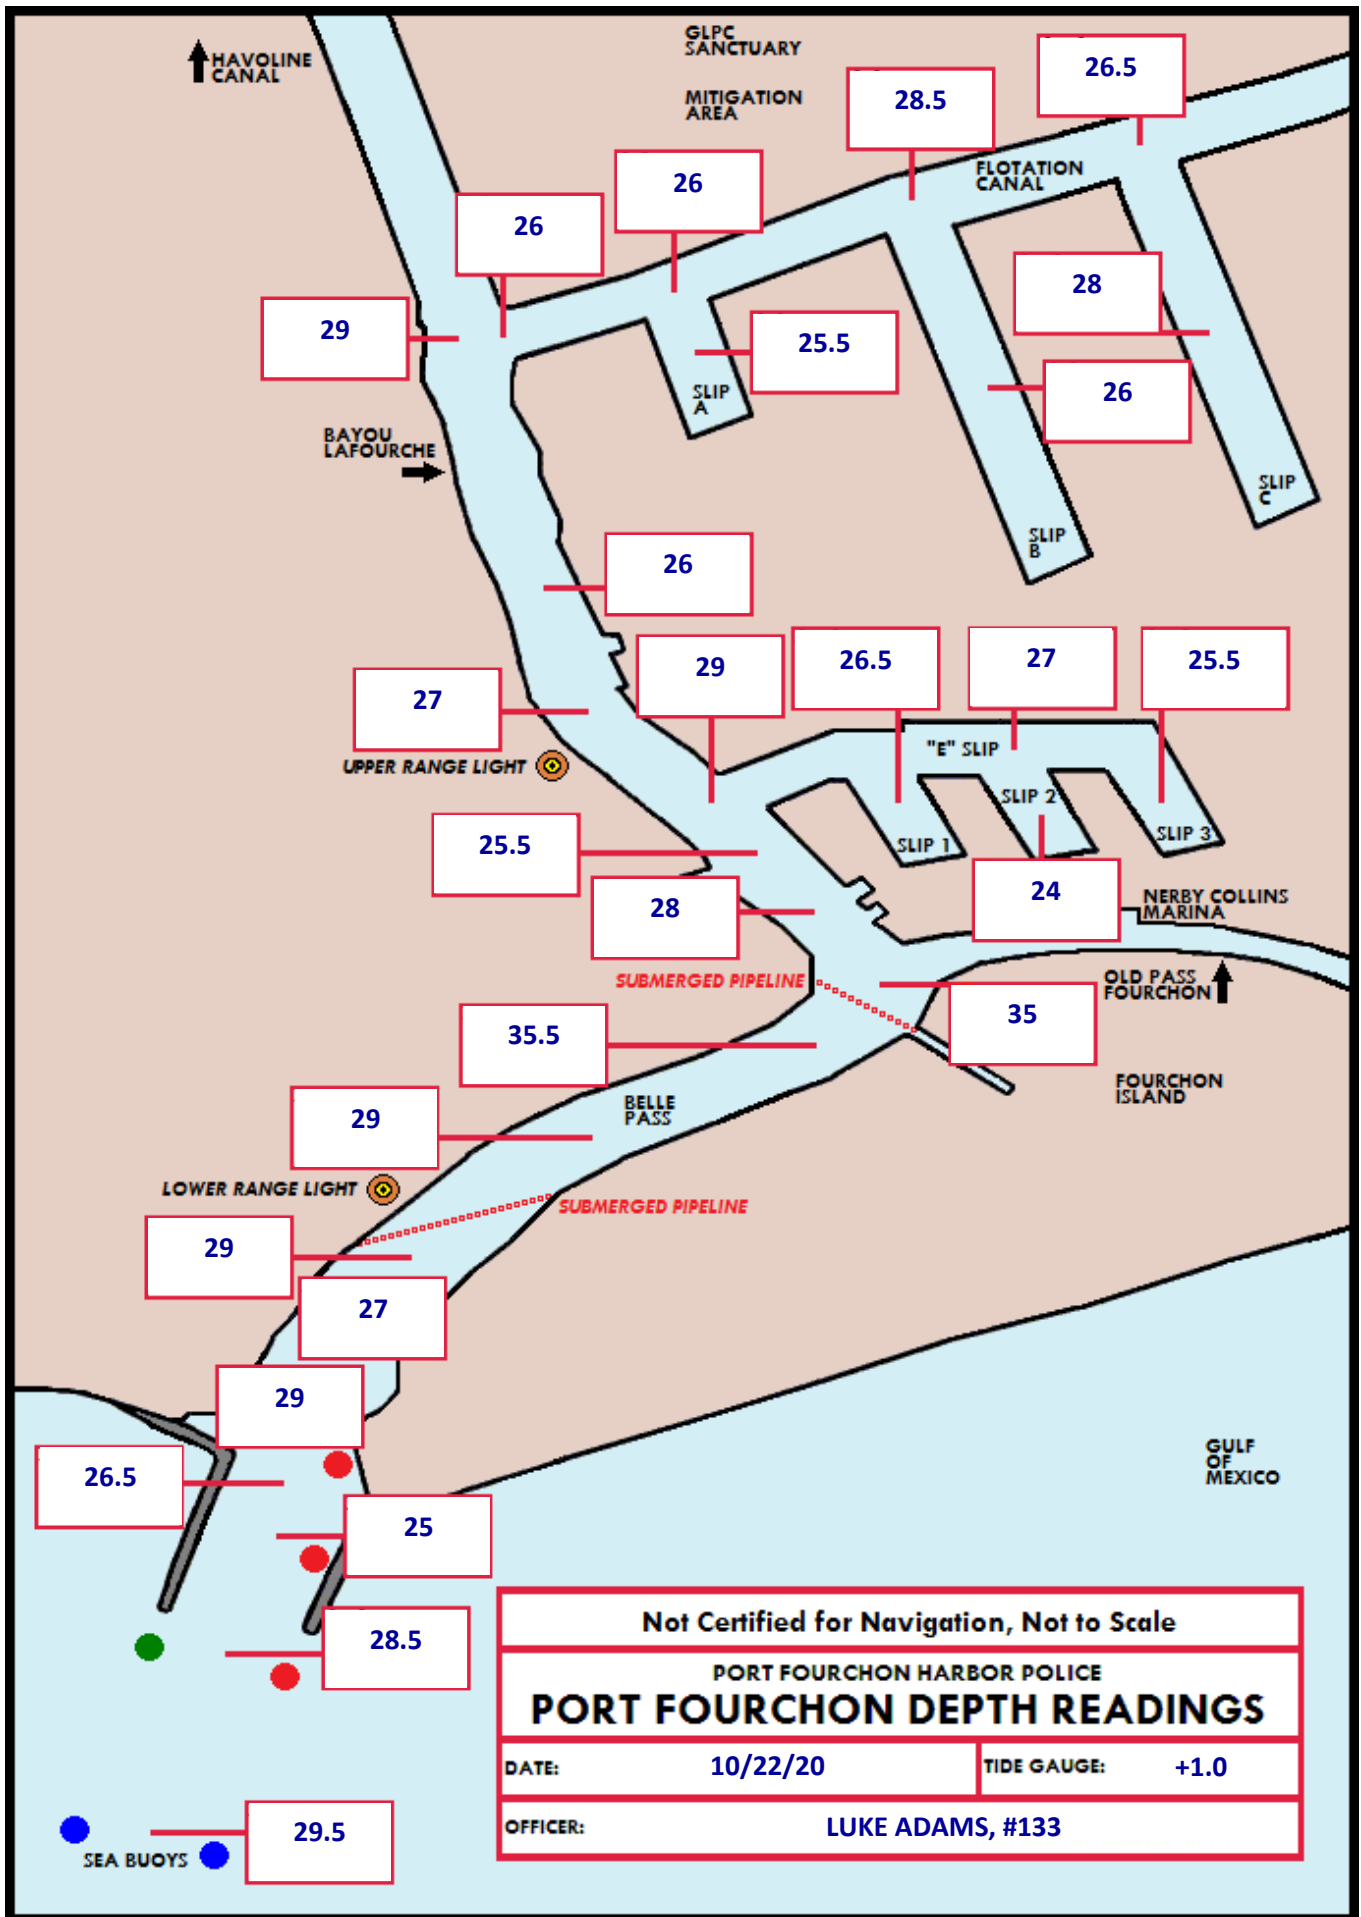 GLPC
SANCTUARY
HAVOLINE
CANAL
26.5
MITIGATION
AREA
28.5
FLOTATION
CANAL
26
26
28
29
25.5
26
SLIP
A
BAYOU
LAFOURCHE
SLIP
C
SLIP
B
26
29
26.5
27
25.5
27
"E" SLIP
UPPER RANGE LIGHT
SLIP 2
SLIP 1
SLIP 3
25.5
28
24
NERBY COLLINS
MARINA
SUBMERGED PIPELINE
OLD PASS
FOURCHON
35
35.5
FOURCHON
ISLAND
BELLE
PASS
29
LOWER RANGE LIGHT
SUBMERGED PIPELINE
29
27
29
GULF
OF
MEXICO
26.5
25
28.5
Not Certified for Navigation, Not to Scale
PORT FOURCHON HARBOR POLICE
PORT FOURCHON DEPTH READINGS
DATE: 10/22/20 TIDE GAUGE: +1.0
OFFICER: LUKE ADAMS, #133
29.5
SEA BUOYS